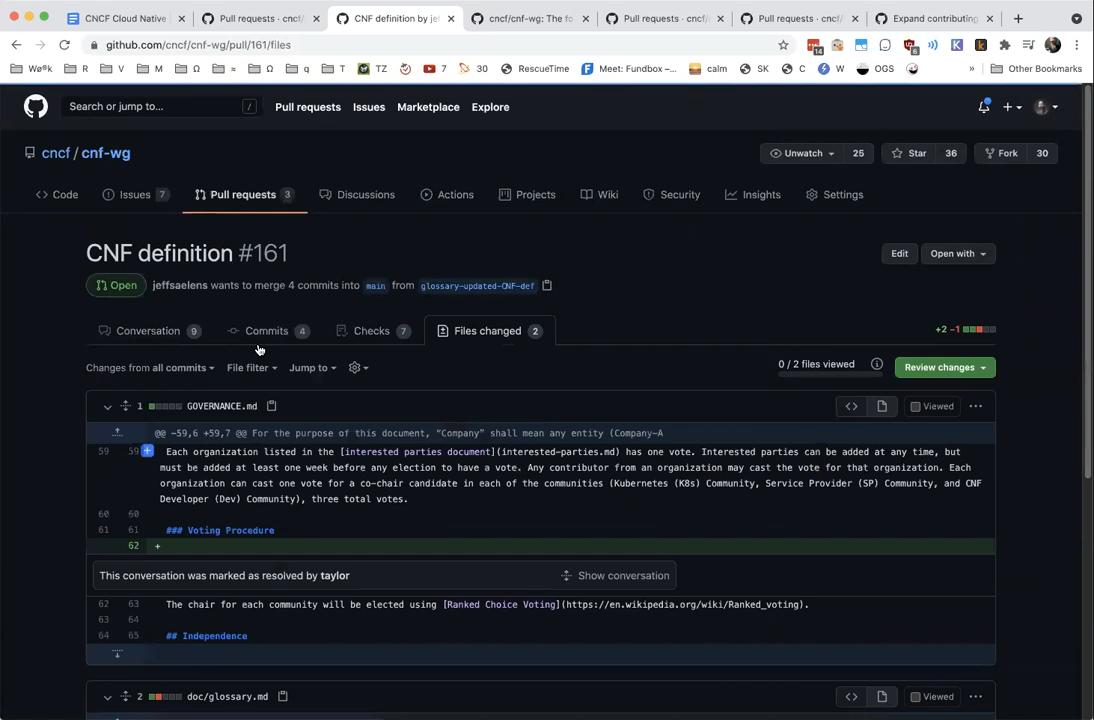 CNCF Cloud Native
Pull requests · cncf/
CNF definition by jef
cncf/cnf-wg: The fo
Pull requests · cncf/
Pull requests · cncf/
Expand contributing
github.com/cncf/cnf-wg/pull/161/files
14
6
Wø®k
R
V
M
Ω
≈
Ω
q
T
TZ
7
30
RescueTime
Meet: Fundbox –...
calm
SK
C
W
OGS
»
Other Bookmarks
Search or jump to...
/
Pull requests
Issues
Marketplace
Explore
cncf / cnf-wg
Unwatch 25
Star 36
Fork 30
Code
Issues 7
Pull requests 3
Discussions
Actions
Projects
Wiki
Security
Insights
Settings
CNF definition #161
Edit
Open with
Open
jeffsaelens wants to merge 4 commits into main from glossary-updated-CNF-def
Conversation 9
Commits 4
Checks 7
Files changed 2
+2 −1
Changes from all commits
File filter
Jump to
0 / 2 files viewed
Review changes
1 GOVERNANCE.md
Viewed
@@ -59,6 +59,7 @@ For the purpose of this document, “Company” shall mean any entity (Company-A
59 59 Each organization listed in the [interested parties document](interested-parties.md) has one vote. Interested parties can be added at any time, but
must be added at least one week before any election to have a vote. Any contributor from an organization may cast the vote for that organization. Each
organization can cast one vote for a co-chair candidate in each of the communities (Kubernetes (K8s) Community, Service Provider (SP) Community, and CNF
Developer (Dev) Community), three total votes.
60 60
61 61 ### Voting Procedure
62 +
This conversation was marked as resolved by taylor
Show conversation
62 63 The chair for each community will be elected using [Ranked Choice Voting](https://en.wikipedia.org/wiki/Ranked_voting).
63 64
64 65 ## Independence
2 doc/glossary.md
Viewed